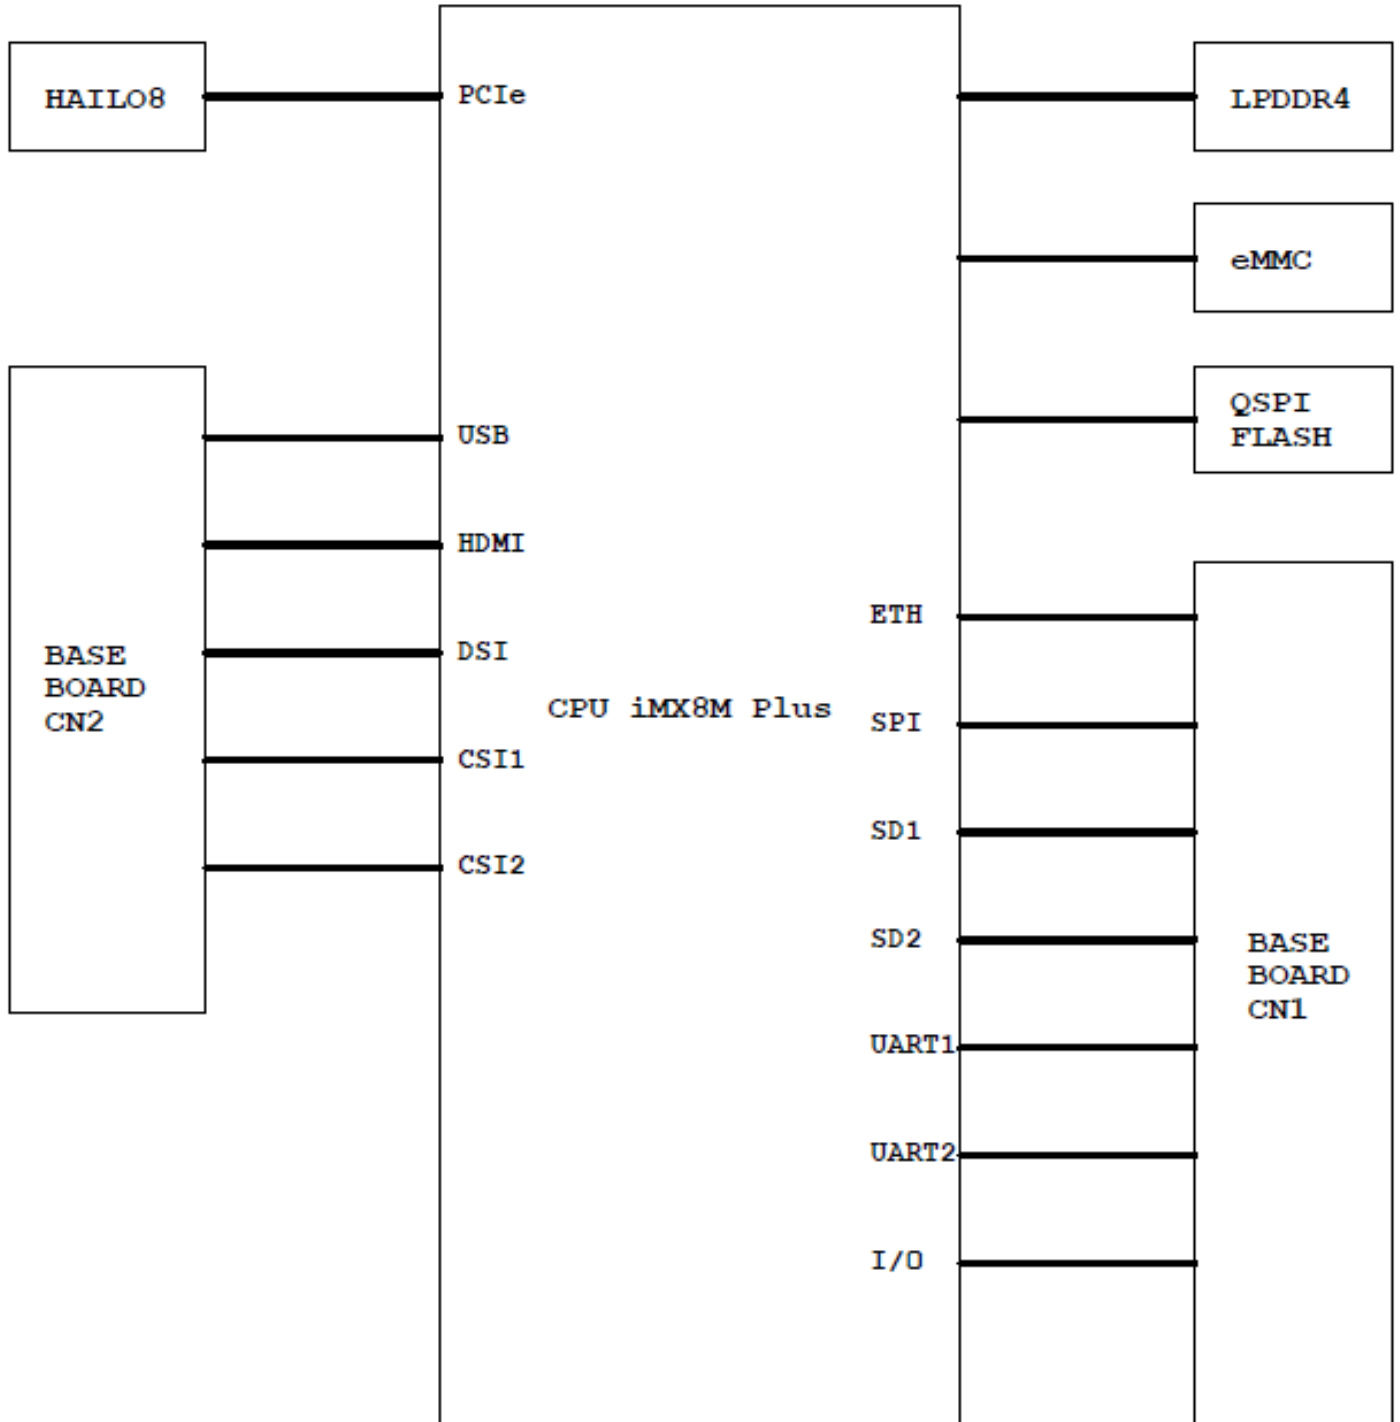 HAILO8
PCIe
LPDDR4
eMMC
QSPI
FLASH
USB
HDMI
DSI
CSI1
CSI2
BASE
BOARD
CN2
CPU iMX8M Plus
ETH
SPI
SD1
SD2
UART1
UART2
I/O
BASE
BOARD
CN1